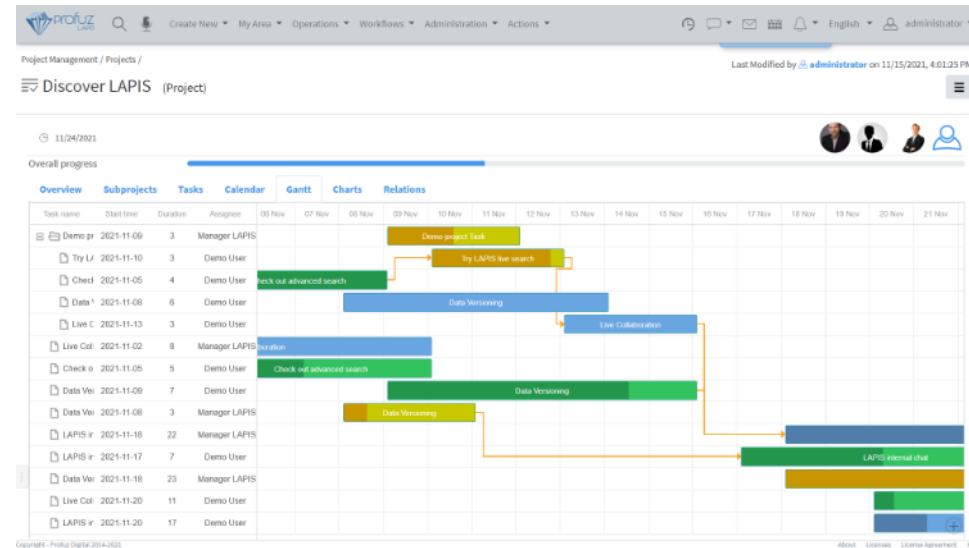 PROFUZ LAPIS Create New My Area Operations Workflows Administration Actions English administrator
Project Management / Projects /
Last Modified by administrator on 11/15/2021, 4:01:25 PM
Discover LAPIS (Project)
11/24/2021
Overall progress
Overview Subprojects Tasks Calendar Gantt Charts Relations
Task name Start time Duration Assignee 06 Nov 07 Nov 08 Nov 09 Nov 10 Nov 11 Nov 12 Nov 13 Nov 14 Nov 15 Nov 16 Nov 17 Nov 18 Nov 19 Nov 20 Nov 21 Nov
Demo pr 2021-11-09 3 Manager LAPIS Demo project Task
Try L/ 2021-11-10 3 Demo User Try LAPIS live search
Check 2021-11-05 4 Demo User heck out advanced search
Data \ 2021-11-08 6 Demo User Data Versioning
Live C 2021-11-13 3 Demo User Live Collaboration
Live Col 2021-11-02 8 Manager LAPIS boration
Check o 2021-11-05 5 Demo User Check out advanced search
Data Ver 2021-11-09 7 Demo User Data Versioning
Data Ver 2021-11-08 3 Manager LAPIS Data Versioning
LAPIS ir 2021-11-18 22 Manager LAPIS
LAPIS ir 2021-11-17 7 Demo User LAPIS internal chat
Data Ver 2021-11-18 23 Manager LAPIS
Live Col 2021-11-20 11 Demo User
LAPIS ir 2021-11-20 17 Demo User
Copyright - Profuz Digital 2014-2021 About Licenses License Agreement